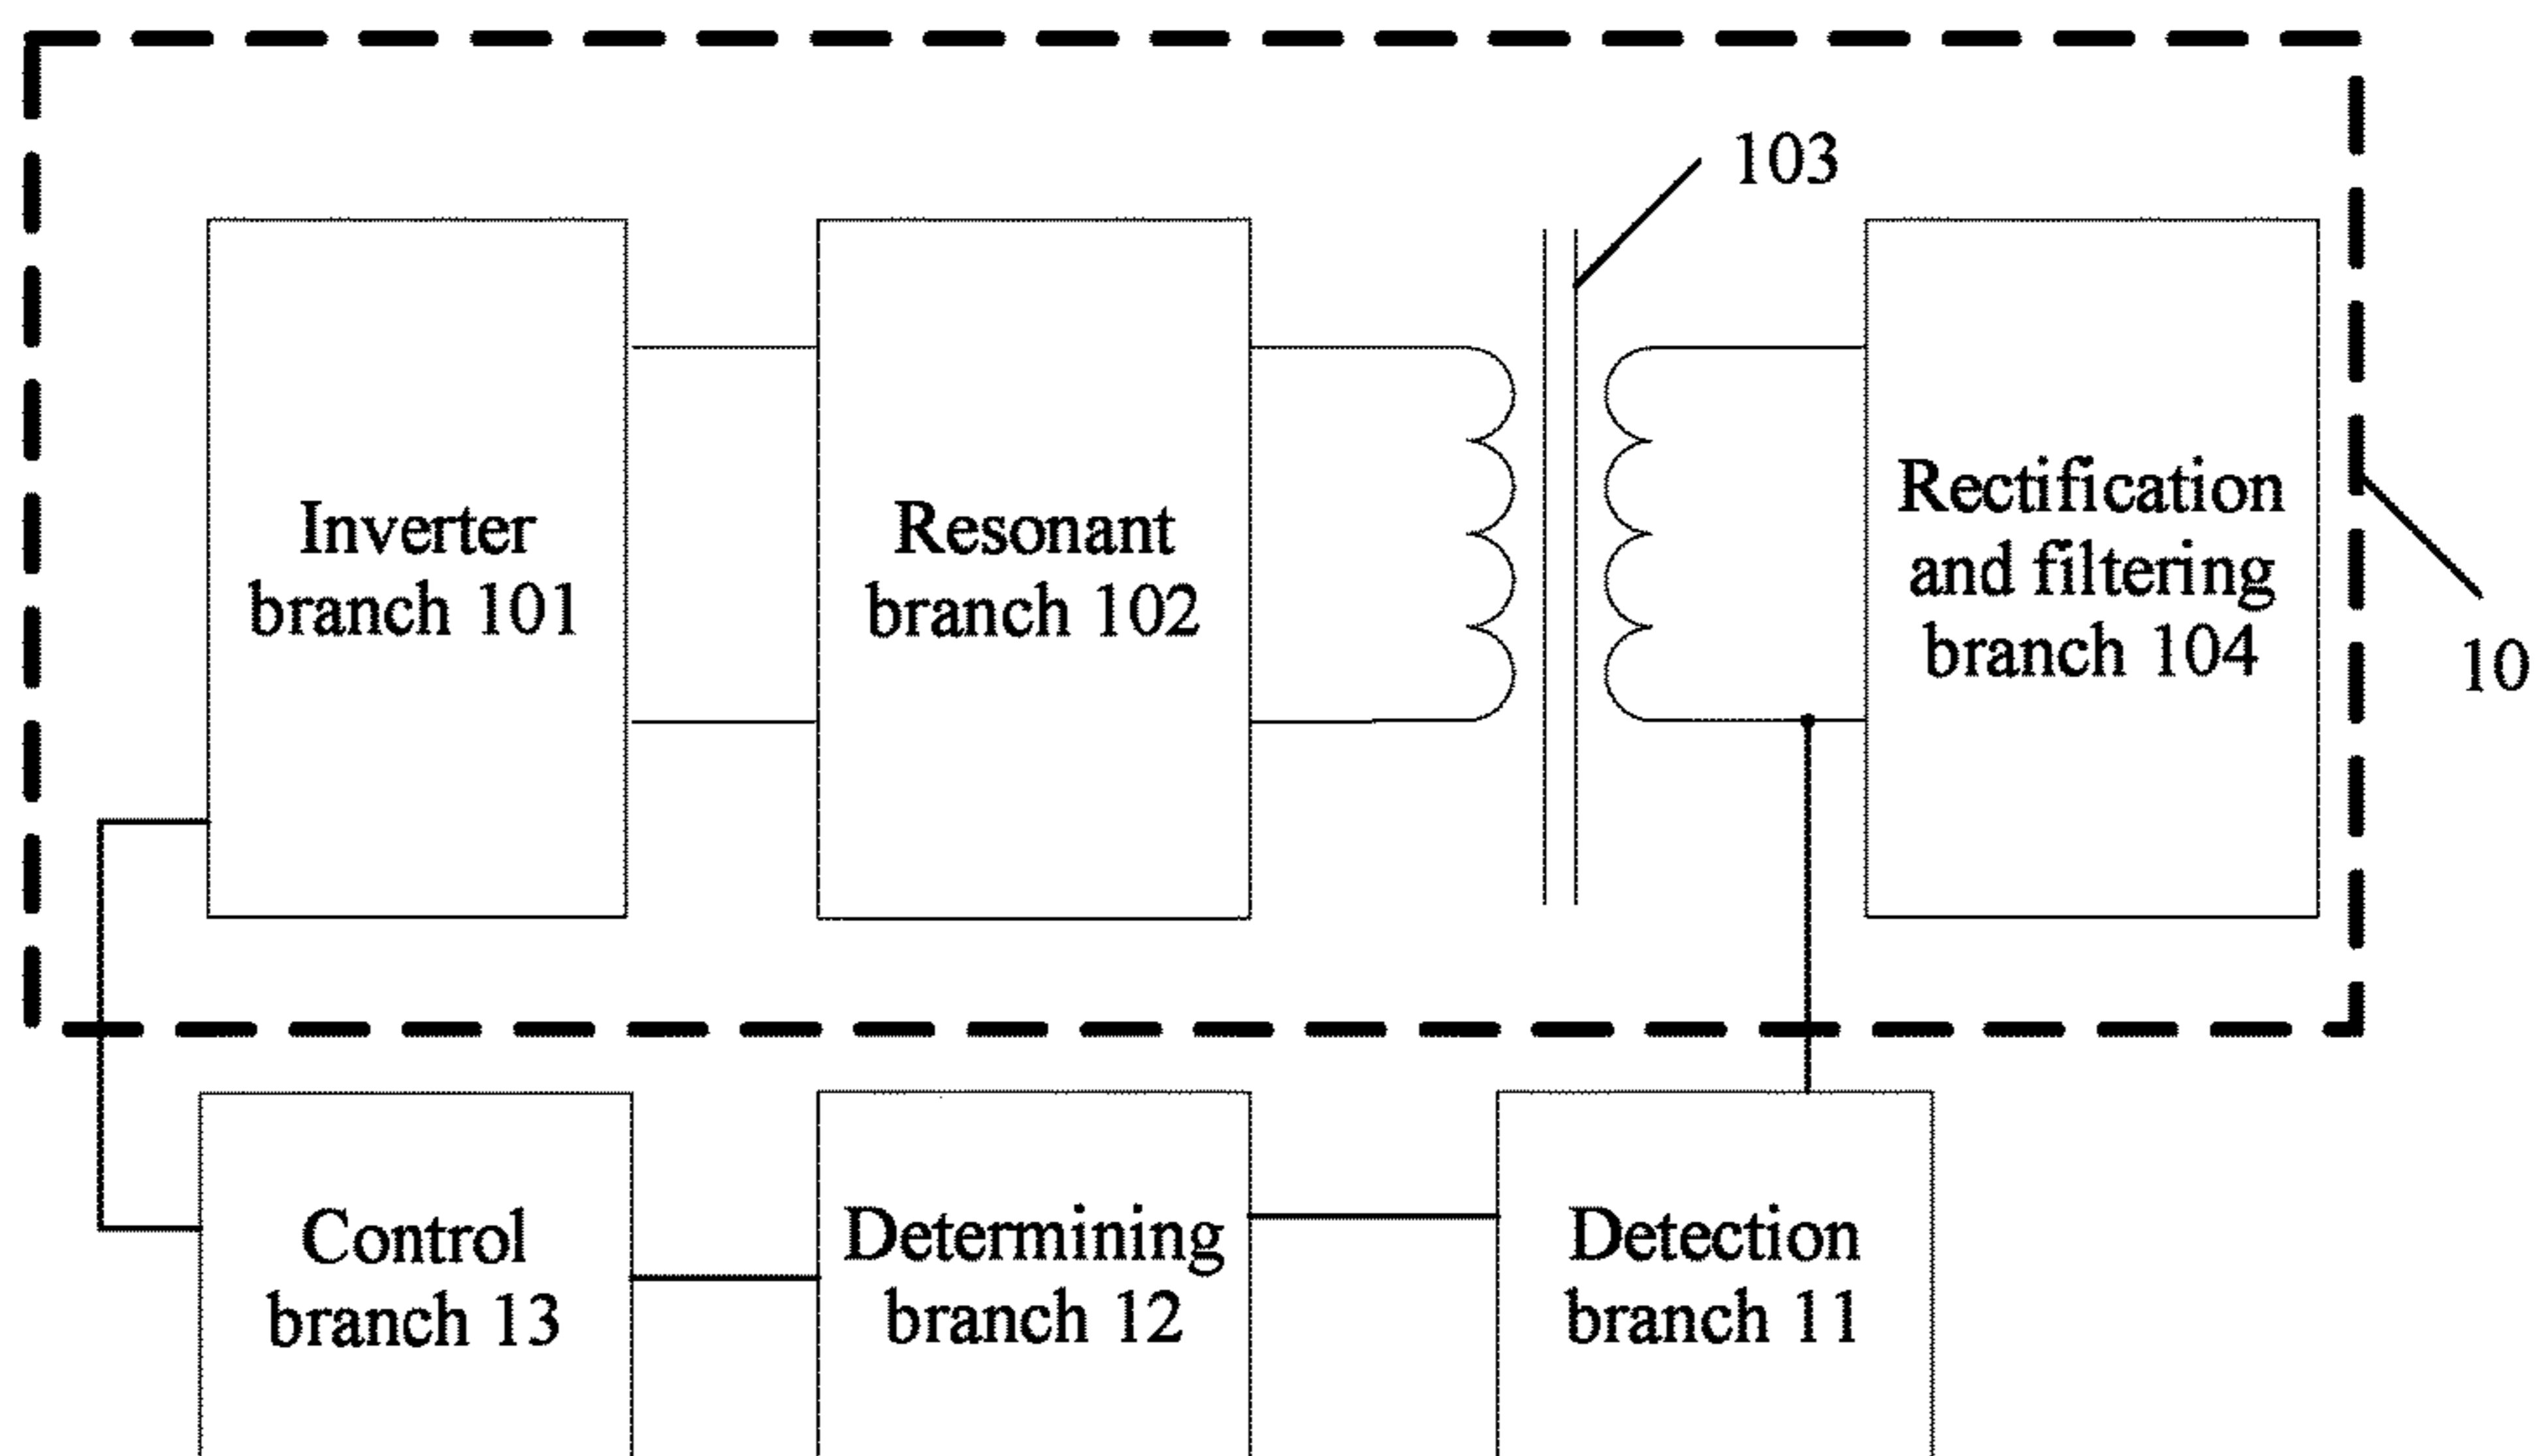 103
Inverter
branch 101
Resonant
branch 102
Rectification
and filtering
branch 104
10
Control
branch 13
Determining
branch 12
Detection
branch 11